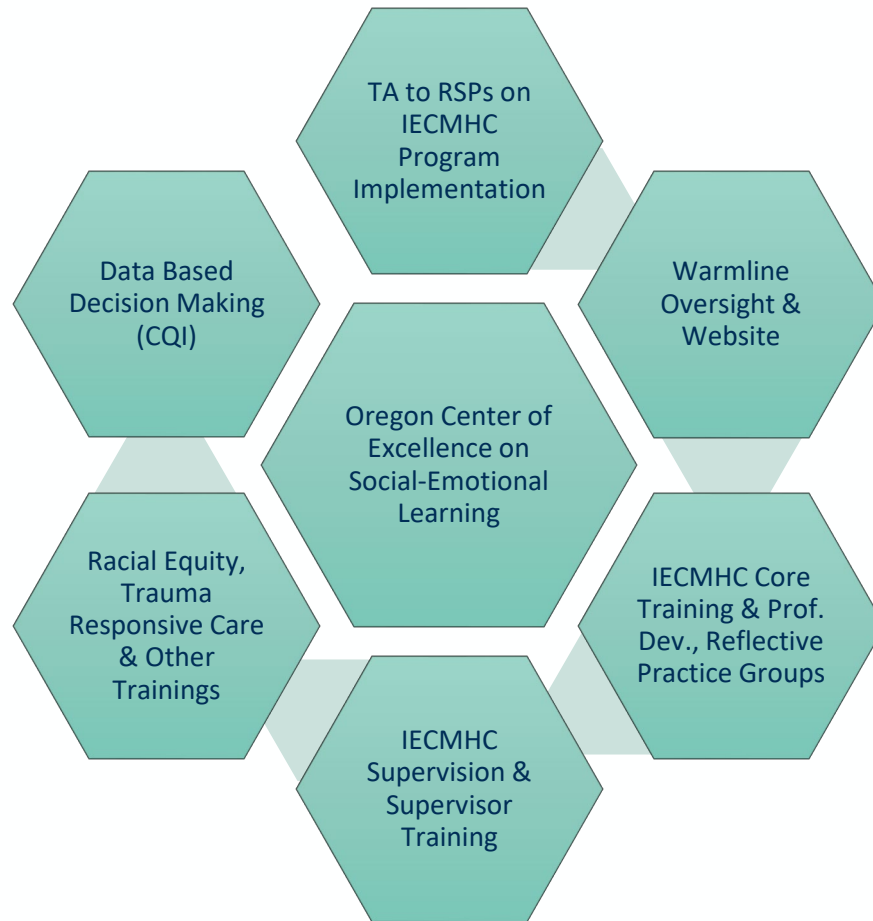 TA to RSPs on
IECMHC
Program
Implementation
Warmline
Oversight &
Website
IECMHC Core
Training & Prof.
Dev., Reflective
Practice Groups
IECMHC
Supervision &
Supervisor
Training
Racial Equity,
Trauma
Responsive Care
& Other
Trainings
Data Based
Decision Making
(CQI)
Oregon Center of
Excellence on
Social-Emotional
Learning